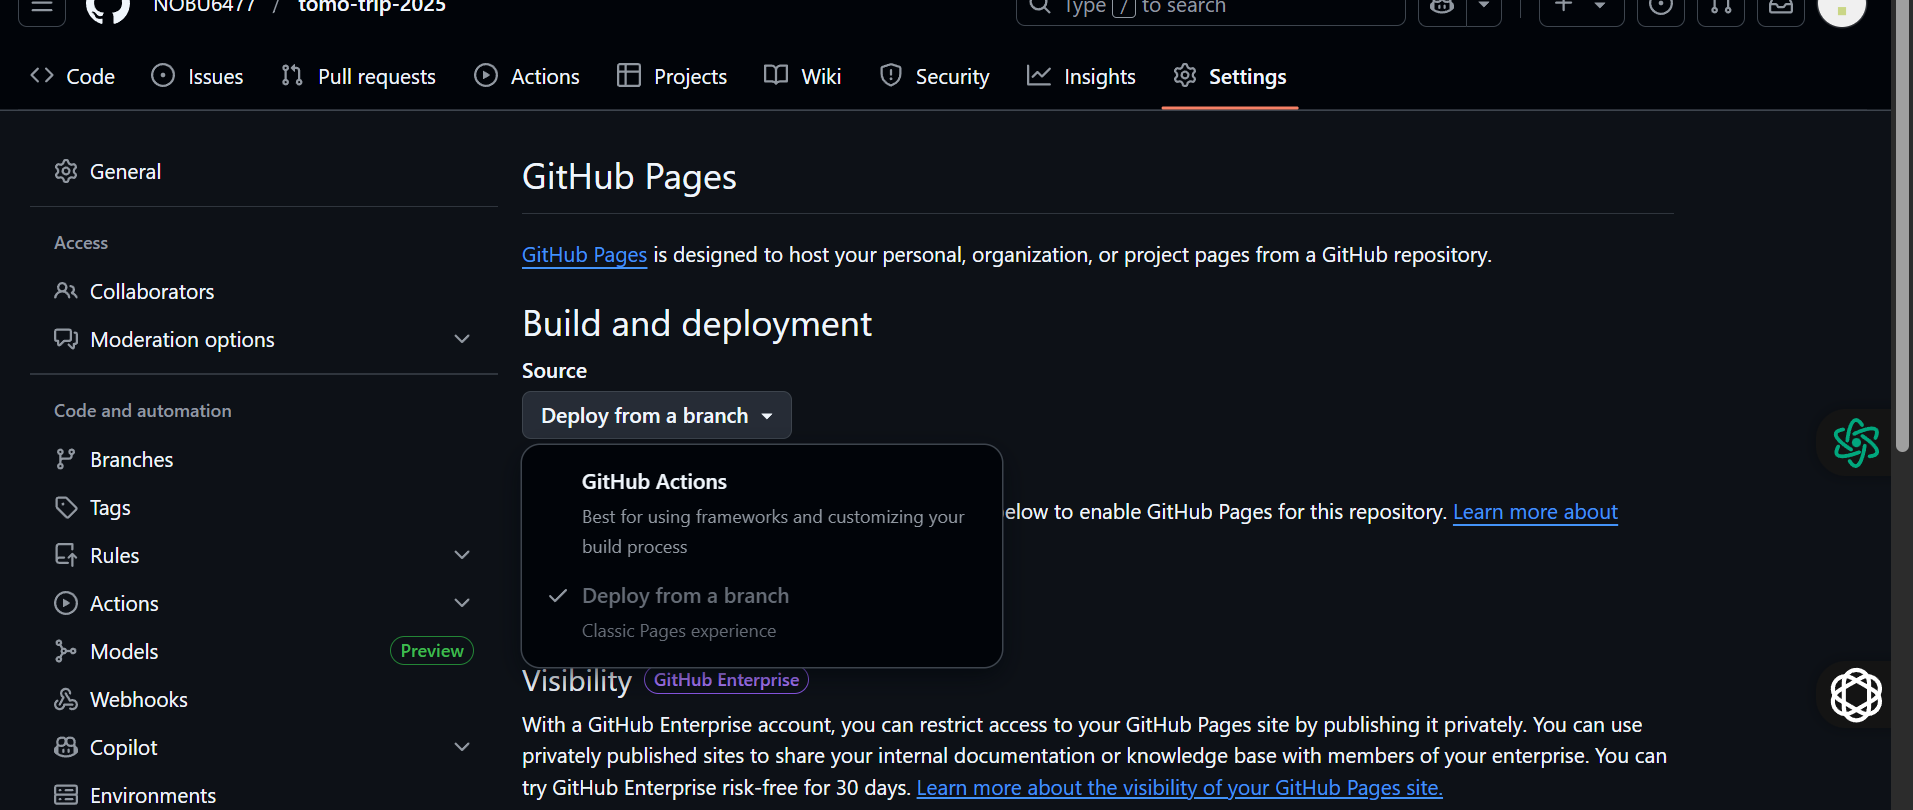 NOBU6477 / tomo-trip-2025
Type / to search
Code
Issues
Pull requests
Actions
Projects
Wiki
Security
Insights
Settings
General
Access
Collaborators
Moderation options
Code and automation
Branches
Tags
Rules
Actions
Models
Preview
Webhooks
Copilot
Environments
GitHub Pages
GitHub Pages is designed to host your personal, organization, or project pages from a GitHub repository.
Build and deployment
Source
Deploy from a branch
GitHub Actions
Best for using frameworks and customizing your
build process
Deploy from a branch
Classic Pages experience
elow to enable GitHub Pages for this repository. Learn more about
Visibility GitHub Enterprise
With a GitHub Enterprise account, you can restrict access to your GitHub Pages site by publishing it privately. You can use
privately published sites to share your internal documentation or knowledge base with members of your enterprise. You can
try GitHub Enterprise risk-free for 30 days. Learn more about the visibility of your GitHub Pages site.